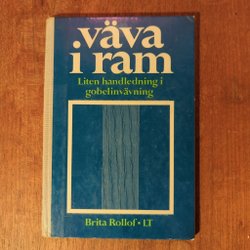 väva
i ram
Liten handledning i
gobelinvävning
Brita Rollof · LT